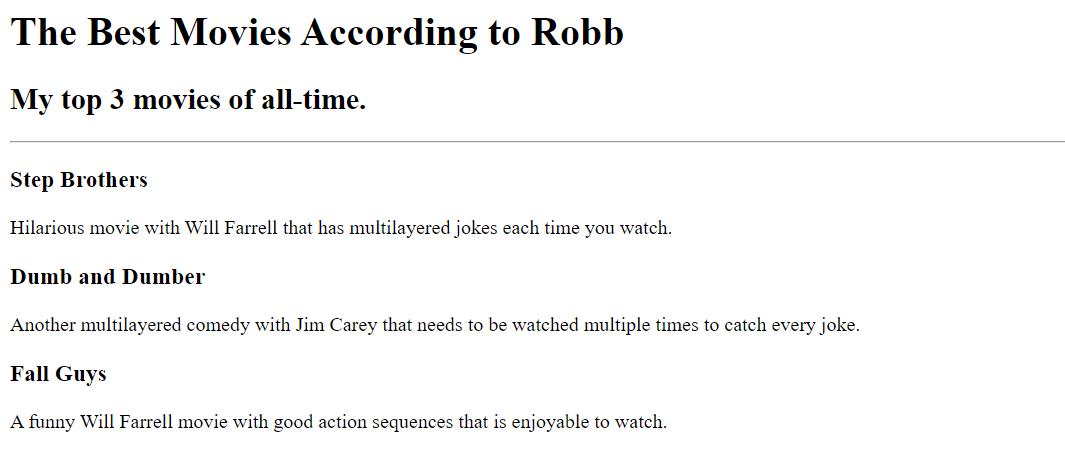 The Best Movies According to Robb
My top 3 movies of all-time.
Step Brothers
Hilarious movie with Will Farrell that has multilayered jokes each time you watch.
Dumb and Dumber
Another multilayered comedy with Jim Carey that needs to be watched multiple times to catch every joke.
Fall Guys
A funny Will Farrell movie with good action sequences that is enjoyable to watch.